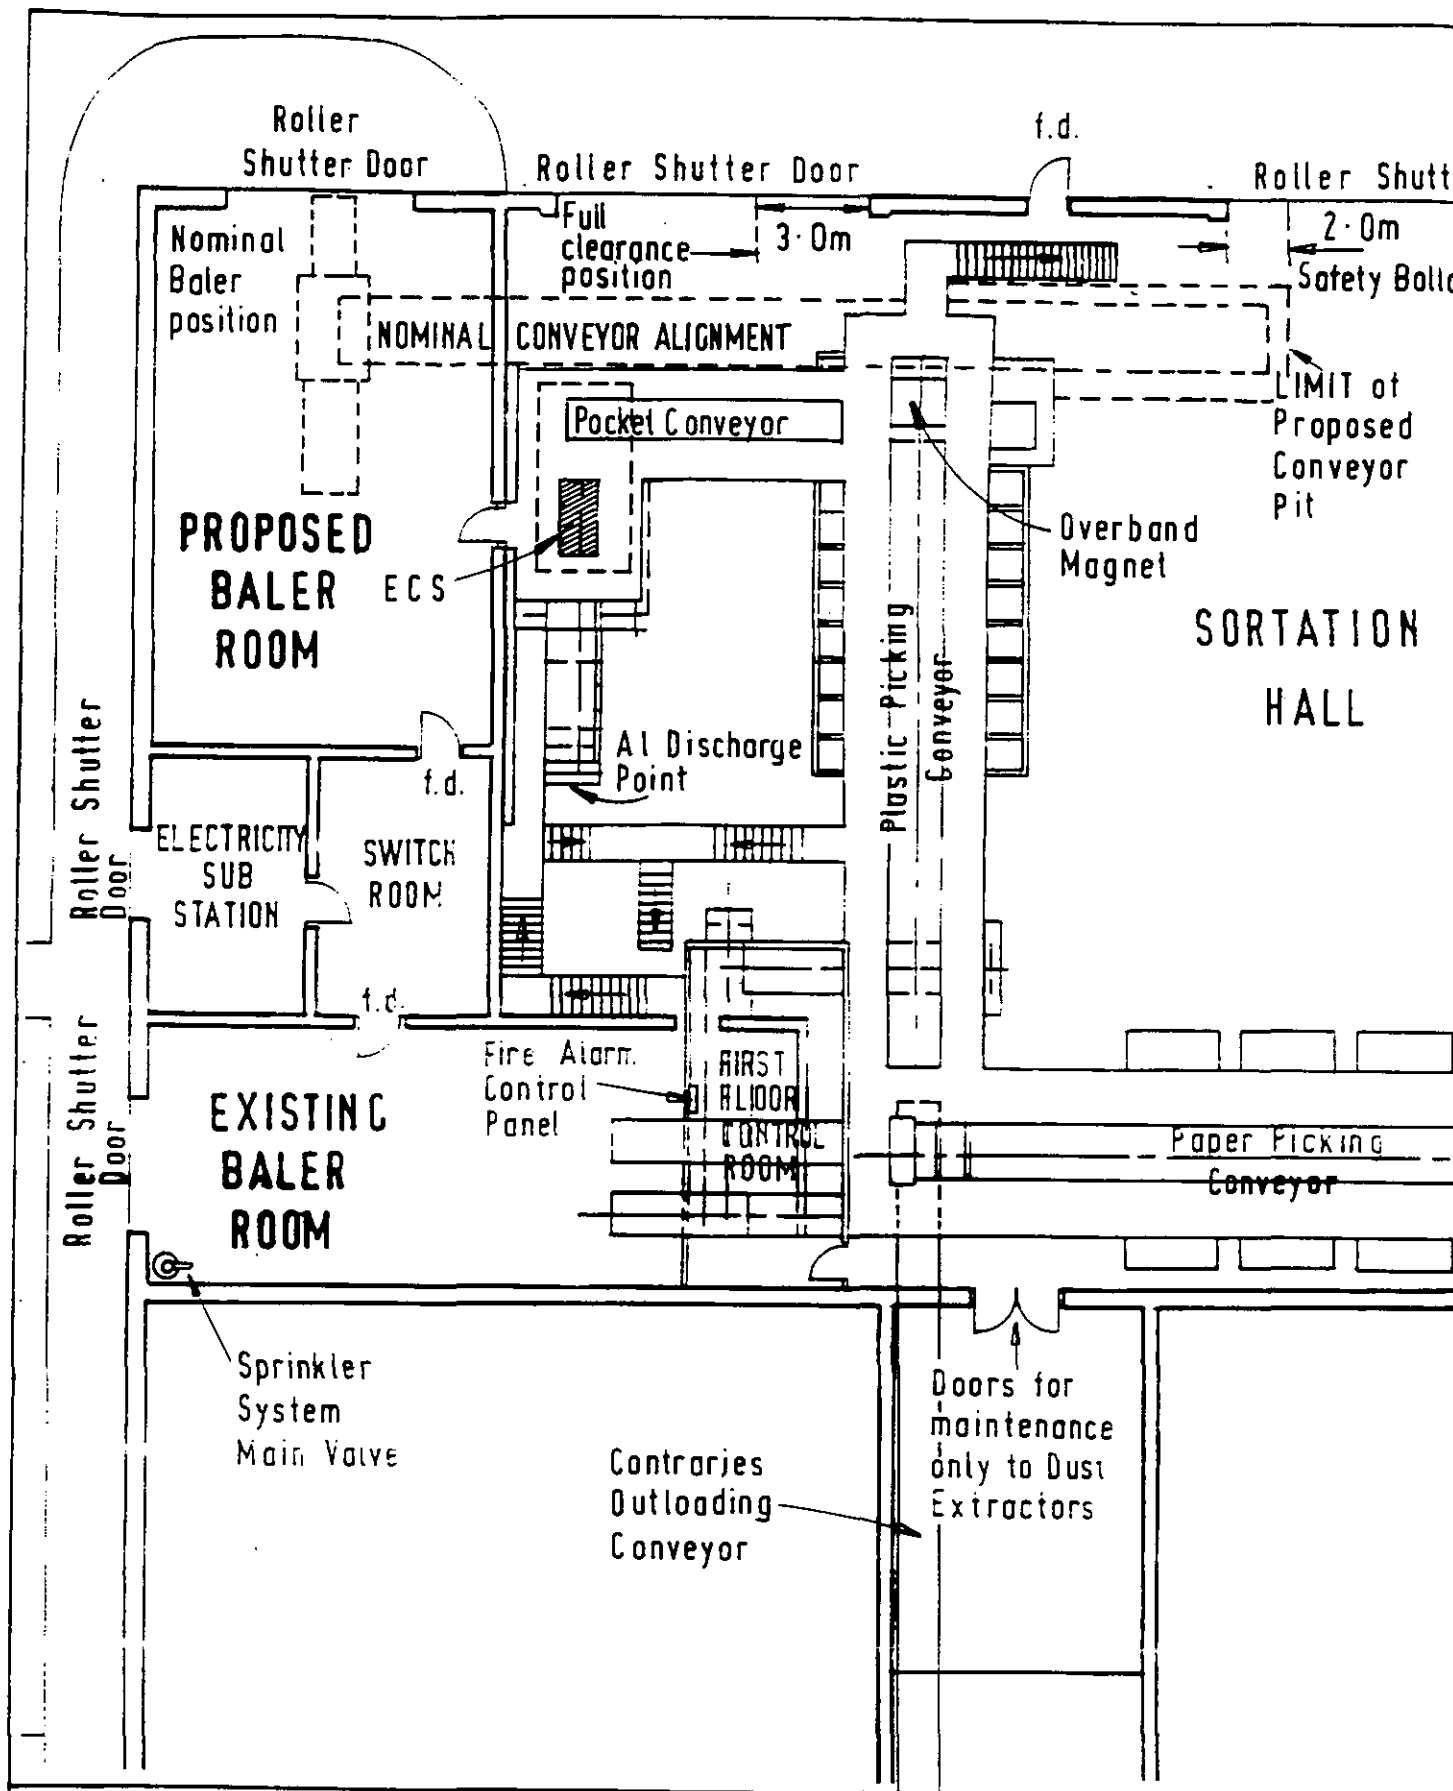 Roller
Shutter Door
Roller Shutter Door
f.d.
Roller Shutt
Nominal
Baler
position
Full
clearance
position
3·0m
2·0m
Safety Bolla
NOMINAL CONVEYOR ALIGNMENT
LIMIT of
Proposed
Conveyor
Pit
Pocket Conveyor
Overband
Magnet
PROPOSED
BALER
ROOM
ECS
SORTATION
HALL
Plastic Picking
Conveyor
Al Discharge
Point
f.d.
Roller Shutter
Door
ELECTRICITY
SUB
STATION
SWITCH
ROOM
f.d.
Roller Shutter
Door
Fire Alarm
Control
Panel
FIRST
FLOOR
CONTROL
ROOM
EXISTING
BALER
ROOM
Paper Picking
Conveyor
Sprinkler
System
Main Valve
Contraries
Outloading
Conveyor
Doors for
maintenance
only to Dust
Extractors